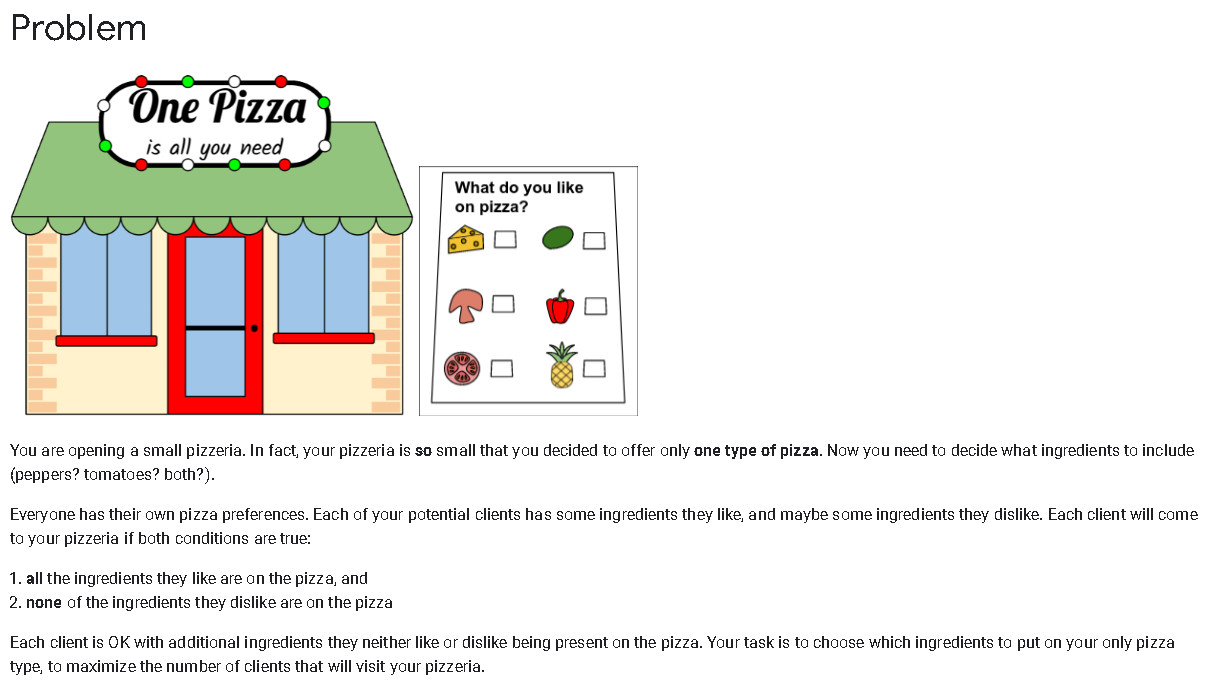 Problem
One Pizza
is all you need
What do you like
on pizza?
You are opening a small pizzeria. In fact, your pizzeria is so small that you decided to offer only one type of pizza. Now you need to decide what ingredients to include
(peppers? tomatoes? both?).
Everyone has their own pizza preferences. Each of your potential clients has some ingredients they like, and maybe some ingredients they dislike. Each client will come
to your pizzeria if both conditions are true:
1. all the ingredients they like are on the pizza, and
2. none of the ingredients they dislike are on the pizza
Each client is OK with additional ingredients they neither like or dislike being present on the pizza. Your task is to choose which ingredients to put on your only pizza
type, to maximize the number of clients that will visit your pizzeria.